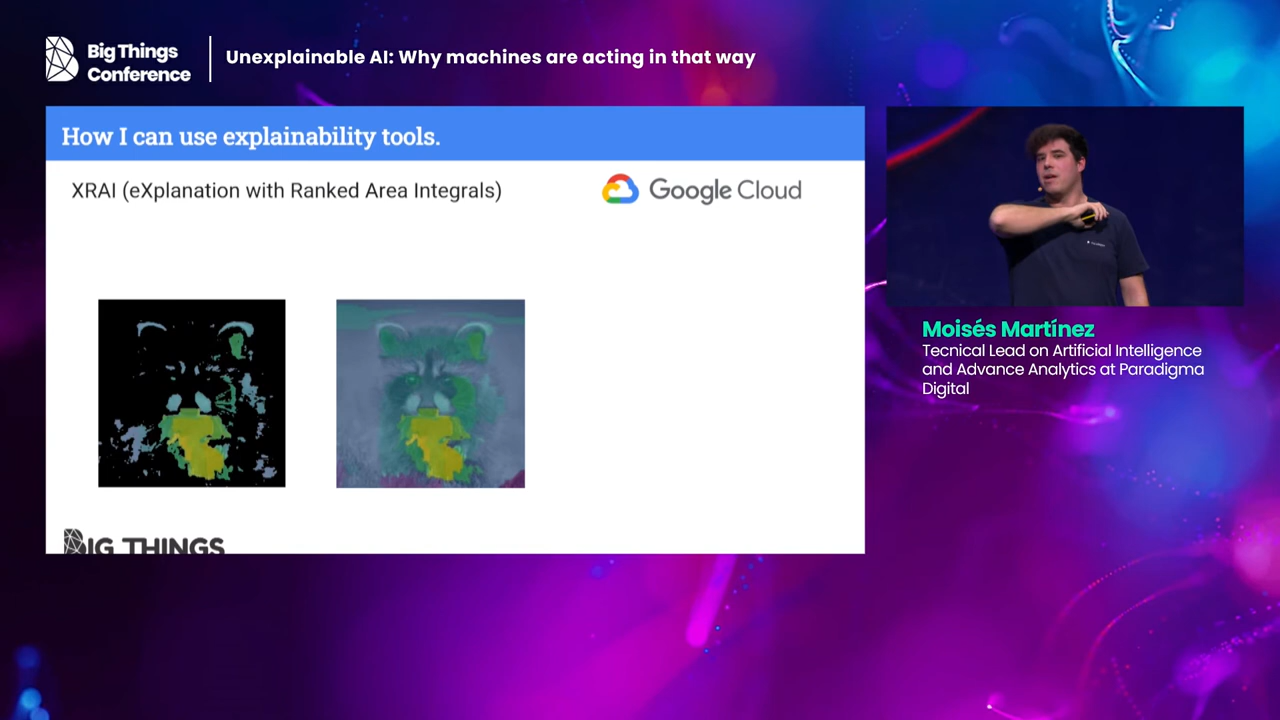 Big Things
Conference
Unexplainable AI: Why machines are acting in that way
How I can use explainability tools.
XRAI (eXplanation with Ranked Area Integrals)
Google Cloud
BIG THINGS
Moisés Martínez
Tecnical Lead on Artificial Intelligence
and Advance Analytics at Paradigma
Digital